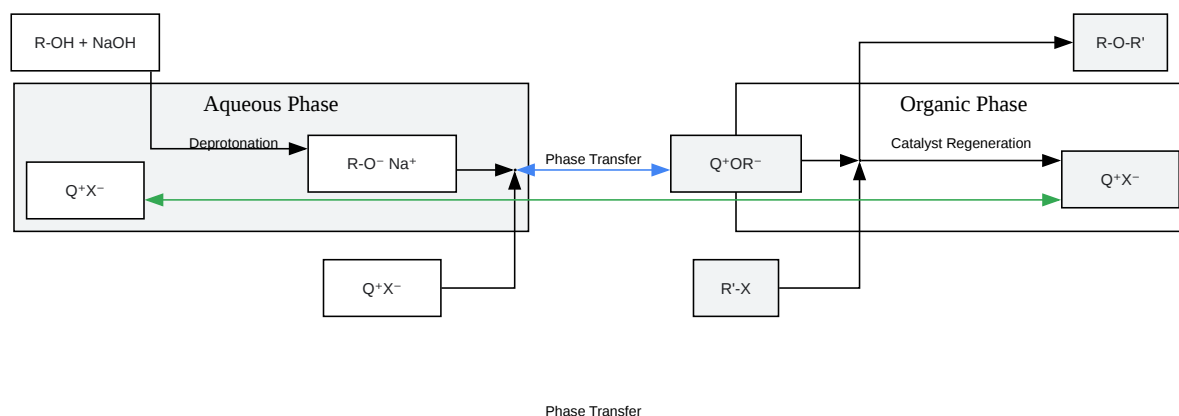 R-OH + NaOH
R-O-R'
Aqueous Phase
Organic Phase
Deprotonation
Phase Transfer
Catalyst Regeneration
R-O⁻ Na⁺
Q⁺OR⁻
Q⁺X⁻
Q⁺X⁻
Q⁺X⁻
R'-X
Phase Transfer